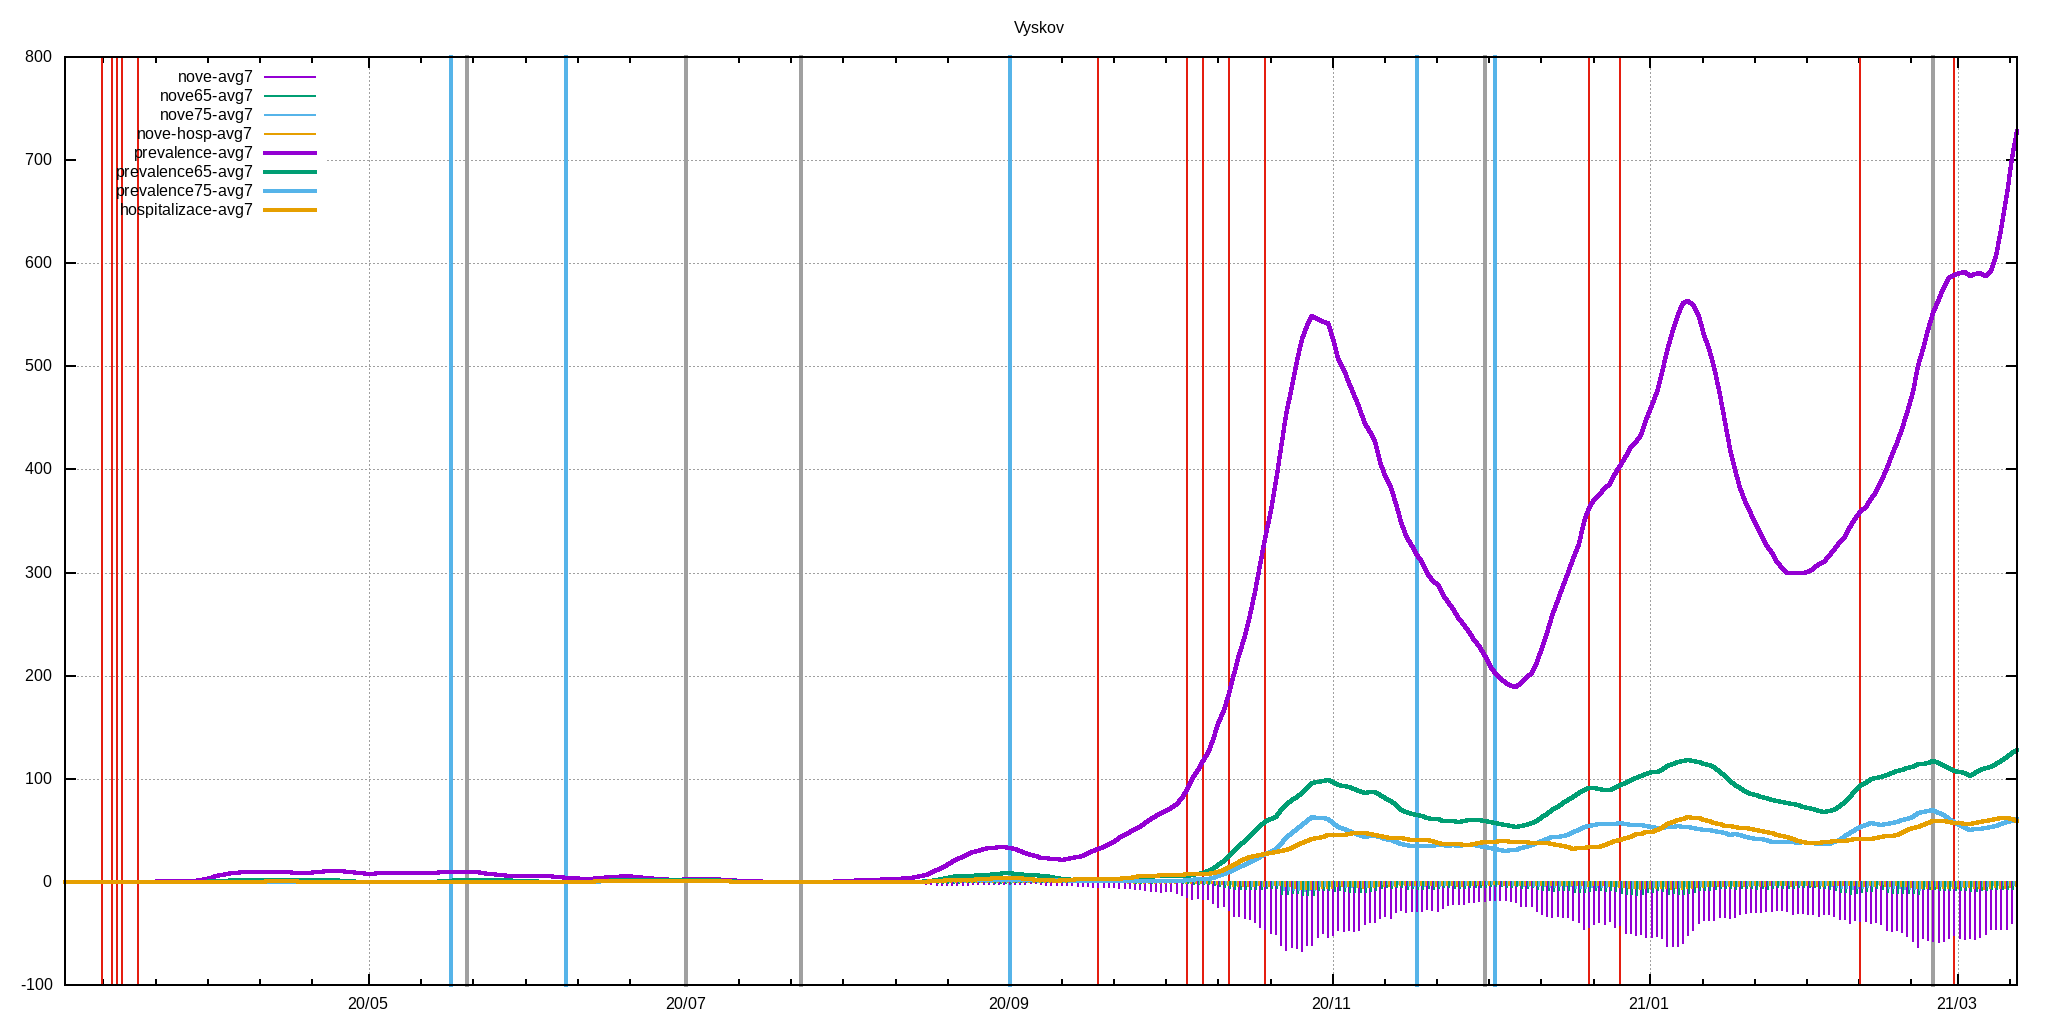 Vyskov
800
700
600
500
400
300
200
100
0
-100
nove-avg7
nove65-avg7
nove75-avg7
nove-hosp-avg7
prevalence-avg7
prevalence65-avg7
prevalence75-avg7
hospitalizace-avg7
20/05
20/07
20/09
20/11
21/01
21/03